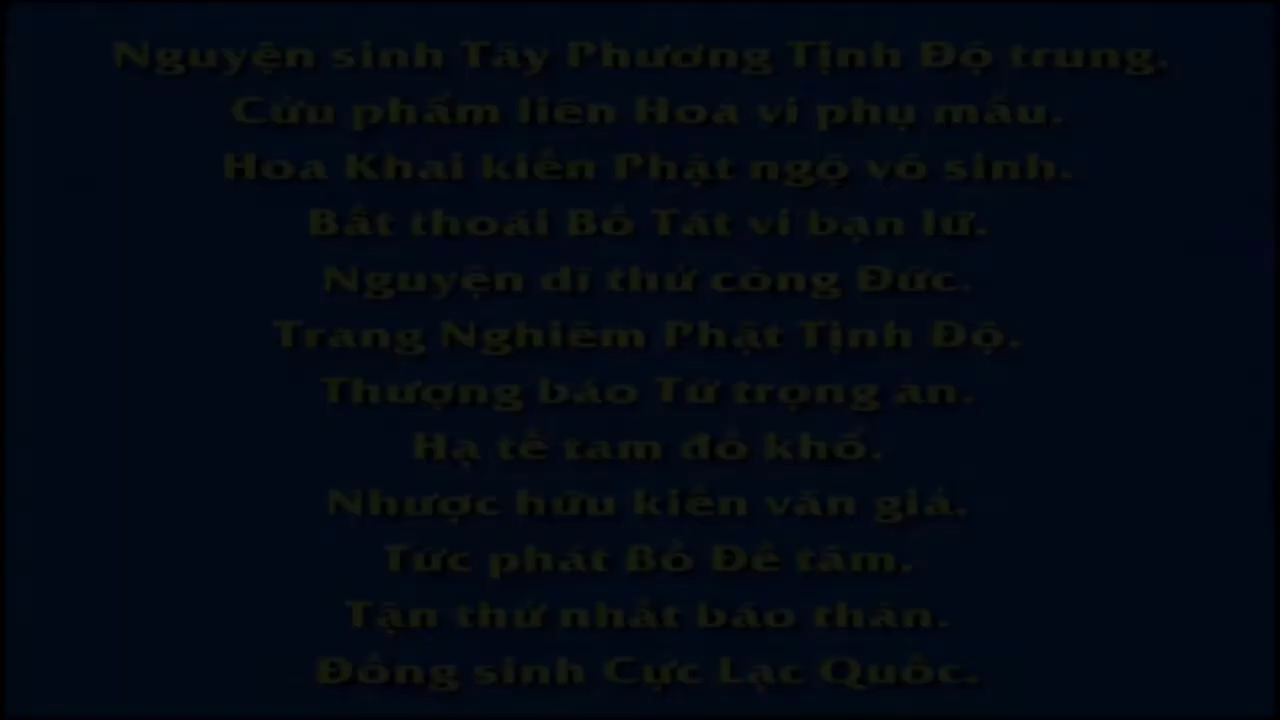 Nguyện sinh Tây Phương Tịnh Độ trung.
Cửu phẩm liên Hoa vi phụ mẫu.
Hoa Khai kiến Phật ngộ vô sinh.
Bất thoái Bồ Tát vi bạn lữ.
Nguyện dĩ thử công Đức.
Trang Nghiêm Phật Tịnh Độ.
Thượng báo Tứ trọng ân.
Hạ tế tam đồ khổ.
Nhược hữu kiến văn giả.
Tức phát Bồ Đề tâm.
Tận thử nhất báo thân.
Đồng sinh Cực Lạc Quốc.